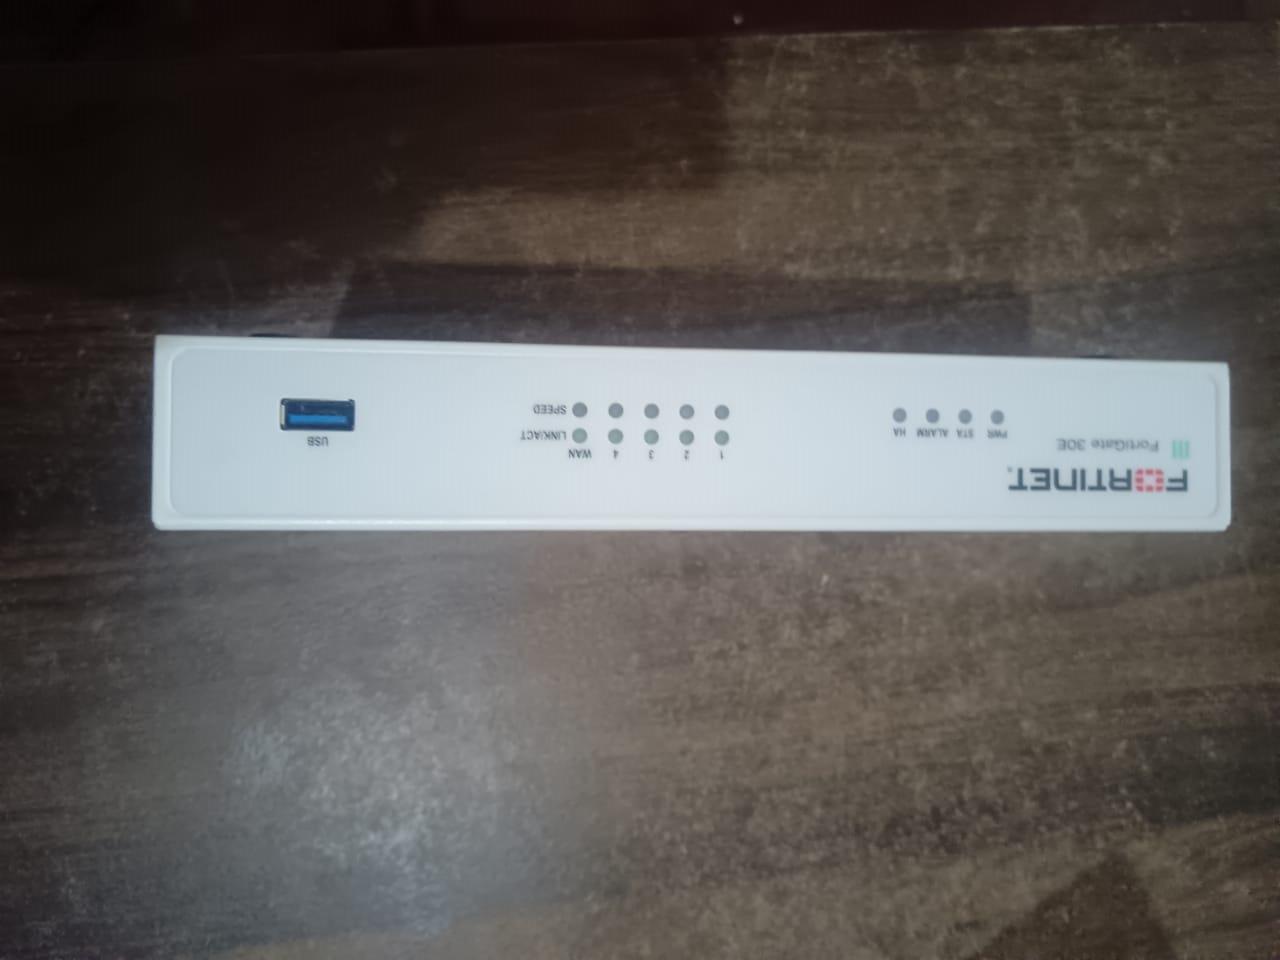 FORTINET
FortiGate 30E
PWR STA ALARM HA
1 2 3 4 WAN
LINK/ACT
SPEED
USB